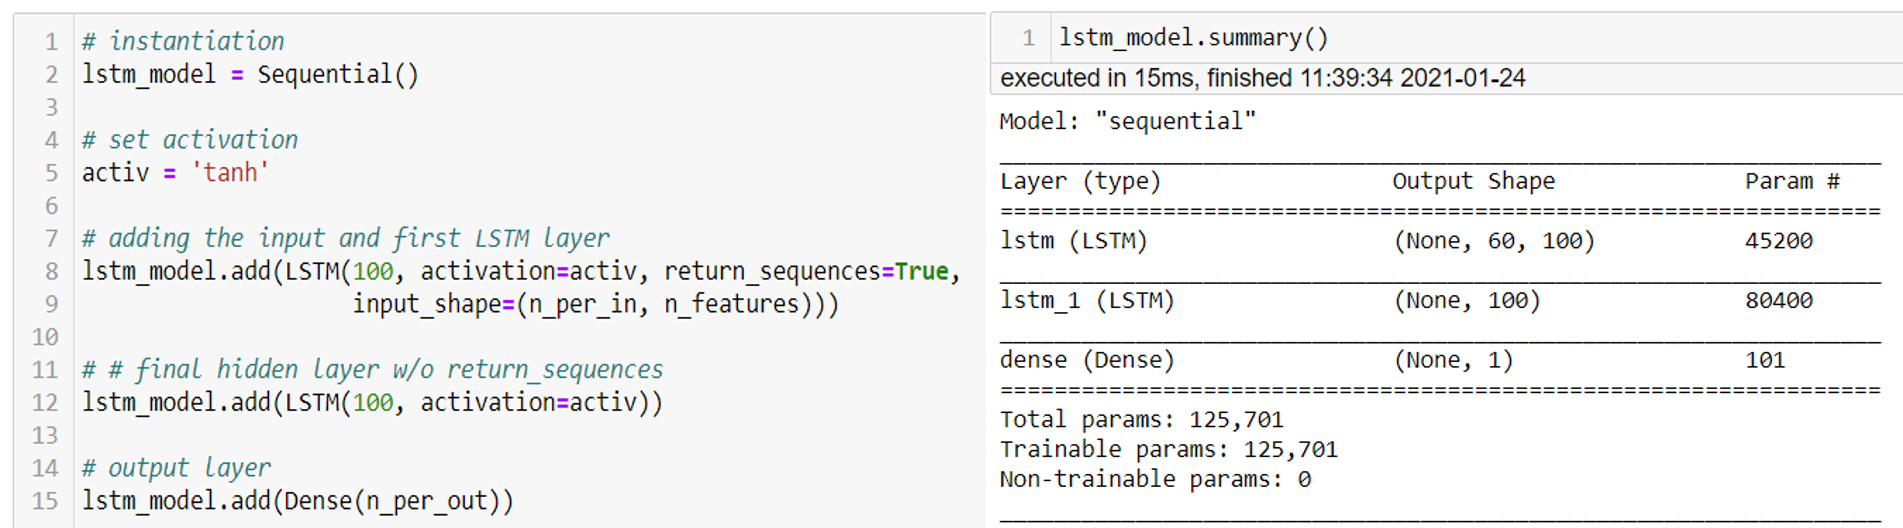 1 # instantiation
2 lstm_model = Sequential()
3
4 # set activation
5 activ = 'tanh'
6
7 # adding the input and first LSTM layer
8 lstm_model.add(LSTM(100, activation=activ, return_sequences=True,
9 input_shape=(n_per_in, n_features)))
10
11 # # final hidden layer w/o return_sequences
12 lstm_model.add(LSTM(100, activation=activ))
13
14 # output layer
15 lstm_model.add(Dense(n_per_out))
1 lstm_model.summary()
executed in 15ms, finished 11:39:34 2021-01-24
Model: "sequential"
_________________________________________________________________
Layer (type) Output Shape Param #
=================================================================
lstm (LSTM) (None, 60, 100) 45200
_________________________________________________________________
lstm_1 (LSTM) (None, 100) 80400
_________________________________________________________________
dense (Dense) (None, 1) 101
=================================================================
Total params: 125,701
Trainable params: 125,701
Non-trainable params: 0
_________________________________________________________________